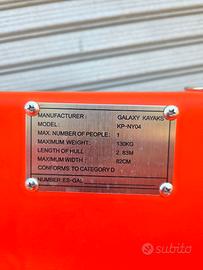 MANUFACTURER: GALAXY KAYAKS
MODEL: KP-NY04
MAX. NUMBER OF PEOPLE: 1
MAXIMUM WEIGHT: 130KG
LENGTH OF HULL: 2.83M
MAXIMUM WIDTH: 82CM
CONFORMS TO CATEGORY D
NUMBER:ES-GAL
subito